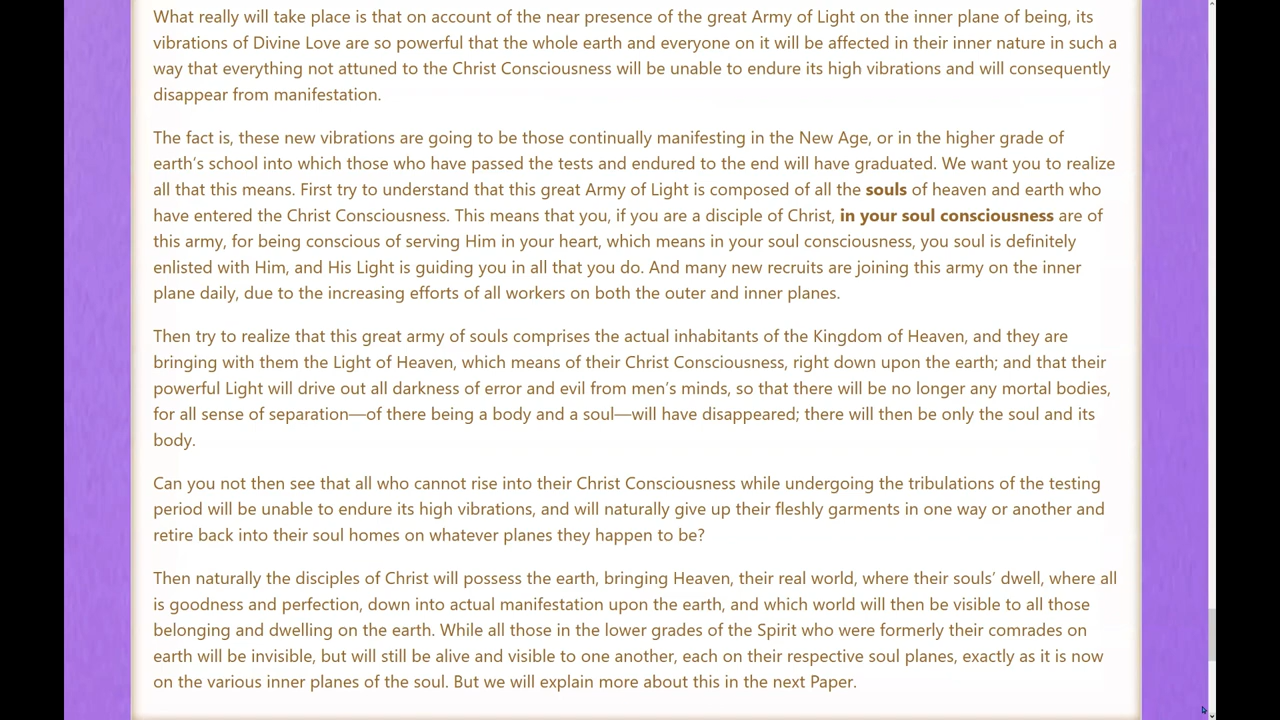 What really will take place is that on account of the near presence of the great Army of Light on the inner plane of being, its
vibrations of Divine Love are so powerful that the whole earth and everyone on it will be affected in their inner nature in such a
way that everything not attuned to the Christ Consciousness will be unable to endure its high vibrations and will consequently
disappear from manifestation.
The fact is, these new vibrations are going to be those continually manifesting in the New Age, or in the higher grade of
earth's school into which those who have passed the tests and endured to the end will have graduated. We want you to realize
all that this means. First try to understand that this great Army of Light is composed of all the souls of heaven and earth who
have entered the Christ Consciousness. This means that you, if you are a disciple of Christ, in your soul consciousness are of
this army, for being conscious of serving Him in your heart, which means in your soul consciousness, you soul is definitely
enlisted with Him, and His Light is guiding you in all that you do. And many new recruits are joining this army on the inner
plane daily, due to the increasing efforts of all workers on both the outer and inner planes.
Then try to realize that this great army of souls comprises the actual inhabitants of the Kingdom of Heaven, and they are
bringing with them the Light of Heaven, which means of their Christ Consciousness, right down upon the earth; and that their
powerful Light will drive out all darkness of error and evil from men's minds, so that there will be no longer any mortal bodies,
for all sense of separation—of there being a body and a soul—will have disappeared; there will then be only the soul and its
body.
Can you not then see that all who cannot rise into their Christ Consciousness while undergoing the tribulations of the testing
period will be unable to endure its high vibrations, and will naturally give up their fleshly garments in one way or another and
retire back into their soul homes on whatever planes they happen to be?
Then naturally the disciples of Christ will possess the earth, bringing Heaven, their real world, where their souls' dwell, where all
is goodness and perfection, down into actual manifestation upon the earth, and which world will then be visible to all those
belonging and dwelling on the earth. While all those in the lower grades of the Spirit who were formerly their comrades on
earth will be invisible, but will still be alive and visible to one another, each on their respective soul planes, exactly as it is now
on the various inner planes of the soul. But we will explain more about this in the next Paper.